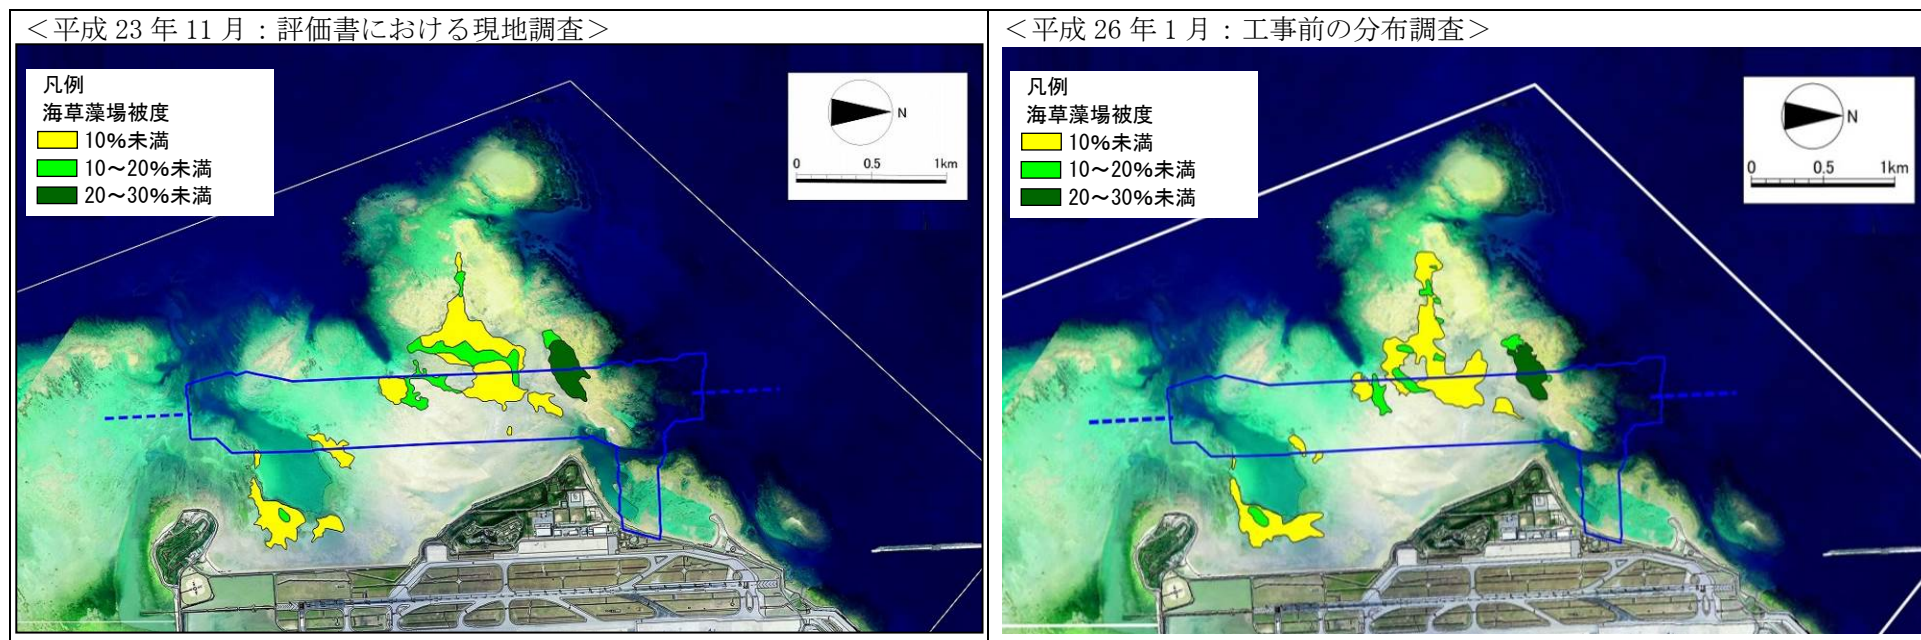 <平成 23 年 11 月：評価書における現地調査>
凡例
海草藻場被度
10%未満
10～20%未満
20～30%未満
N
0 0.5 1km
<平成 26 年 1 月：工事前の分布調査>
凡例
海草藻場被度
10%未満
10～20%未満
20～30%未満
N
0 0.5 1km